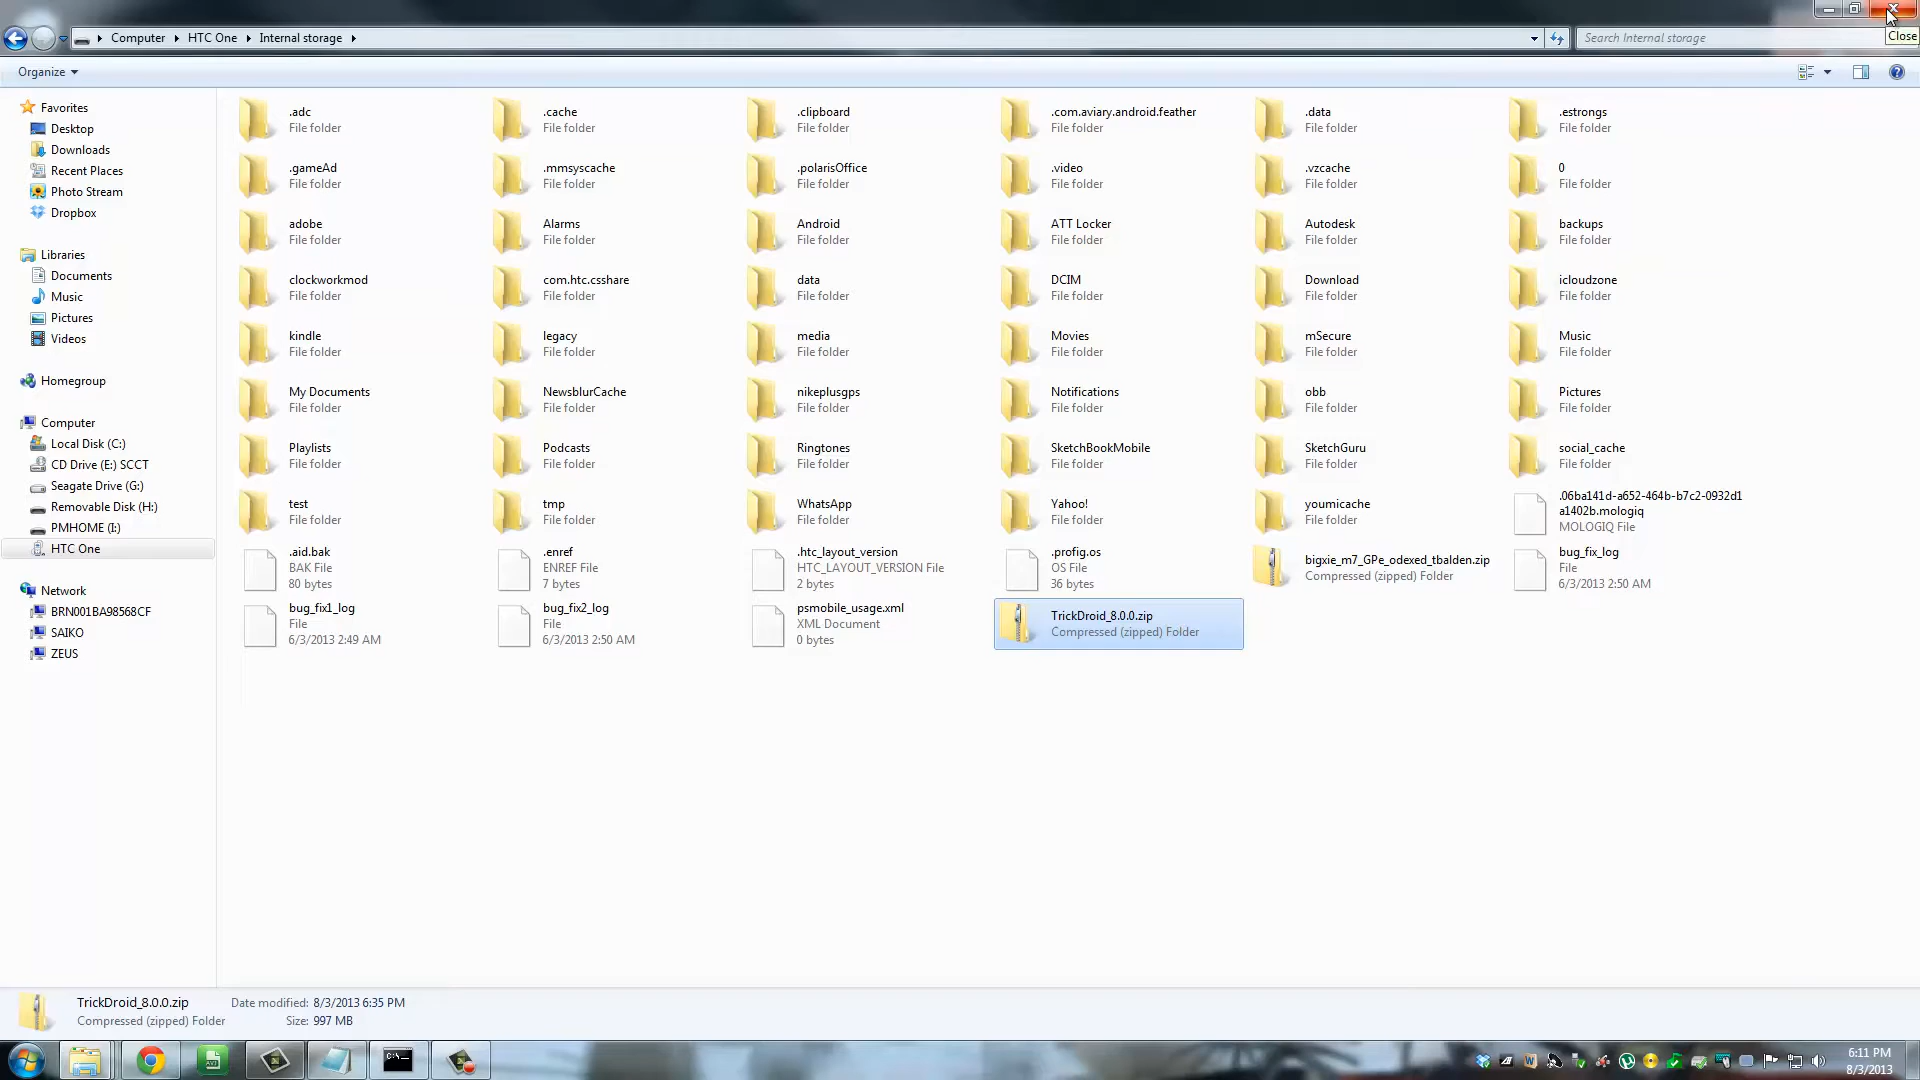 Close
Computer
HTC One
Internal storage
Search Internal storage
Organize
Favorites
Desktop
Downloads
Recent Places
Photo Stream
Dropbox
Libraries
Documents
Music
Pictures
Videos
Homegroup
Computer
Local Disk (C:)
CD Drive (E:) SCCT
Seagate Drive (G:)
Removable Disk (H:)
PMHOME (I:)
HTC One
Network
BRN001BA98568CF
SAIKO
ZEUS
.adc
File folder
.cache
File folder
.clipboard
File folder
.com.aviary.android.feather
File folder
.data
File folder
.estrongs
File folder
.gameAd
File folder
.mmsyscache
File folder
.polarisOffice
File folder
.video
File folder
.vzcache
File folder
0
File folder
adobe
File folder
Alarms
File folder
Android
File folder
ATT Locker
File folder
Autodesk
File folder
backups
File folder
clockworkmod
File folder
com.htc.csshare
File folder
data
File folder
DCIM
File folder
Download
File folder
icloudzone
File folder
kindle
File folder
legacy
File folder
media
File folder
Movies
File folder
mSecure
File folder
Music
File folder
My Documents
File folder
NewsblurCache
File folder
nikeplusgps
File folder
Notifications
File folder
obb
File folder
Pictures
File folder
Playlists
File folder
Podcasts
File folder
Ringtones
File folder
SketchBookMobile
File folder
SketchGuru
File folder
social_cache
File folder
test
File folder
tmp
File folder
WhatsApp
File folder
Yahoo!
File folder
youmicache
File folder
.06ba141d-a652-464b-b7c2-0932d1
a1402b.mologiq
MOLOGIQ File
.aid.bak
BAK File
80 bytes
.enref
ENREF File
7 bytes
.htc_layout_version
HTC_LAYOUT_VERSION File
2 bytes
.profig.os
OS File
36 bytes
bigxie_m7_GPe_odexed_tbalden.zip
Compressed (zipped) Folder
bug_fix_log
File
6/3/2013 2:50 AM
bug_fix1_log
File
6/3/2013 2:49 AM
bug_fix2_log
File
6/3/2013 2:50 AM
psmobile_usage.xml
XML Document
0 bytes
TrickDroid_8.0.0.zip
Compressed (zipped) Folder
TrickDroid_8.0.0.zip
Date modified: 8/3/2013 6:35 PM
Compressed (zipped) Folder
Size: 997 MB
6:11 PM
8/3/2013